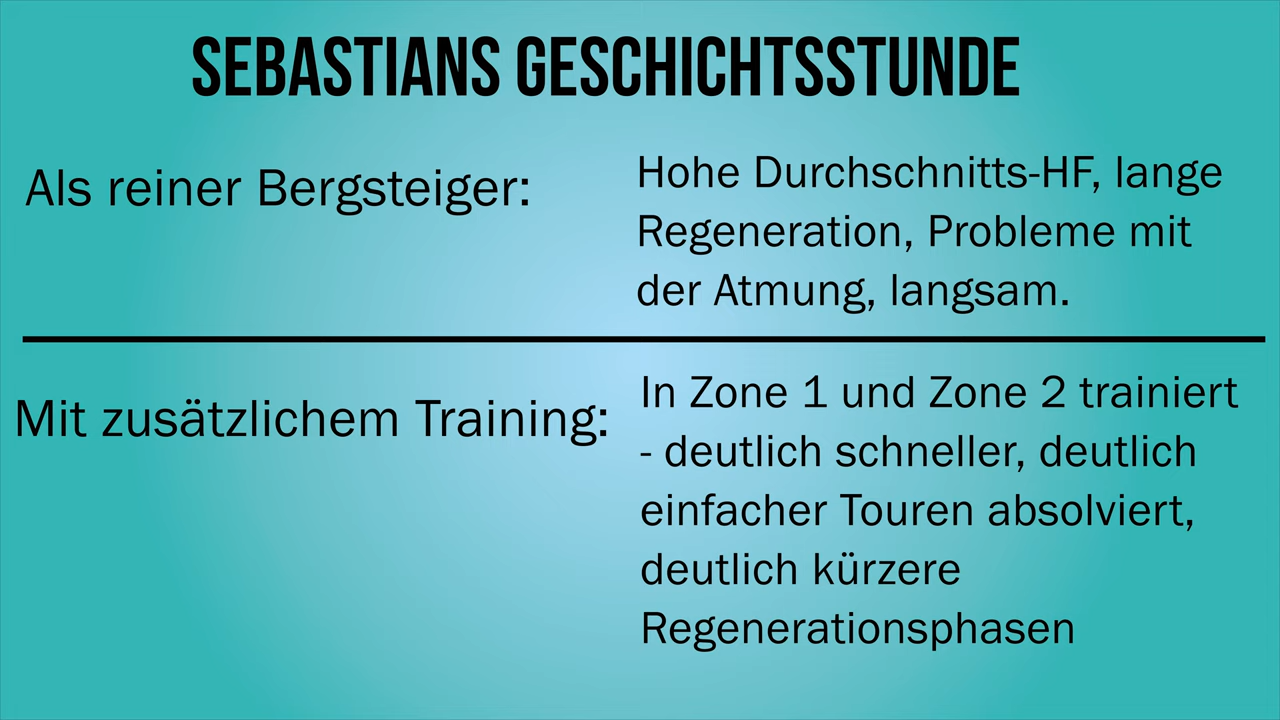 SEBASTIANS GESCHICHTSSTUNDE
Als reiner Bergsteiger:
Hohe Durchschnitts-HF, lange
Regeneration, Probleme mit
der Atmung, langsam.
Mit zusätzlichem Training:
In Zone 1 und Zone 2 trainiert
- deutlich schneller, deutlich
einfacher Touren absolviert,
deutlich kürzere
Regenerationsphasen